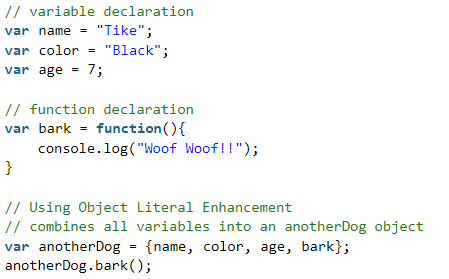 // variable declaration
var name = "Tike";
var color = "Black";
var age = 7;

// function declaration
var bark = function(){
    console.log("Woof Woof!!");
}

// Using Object Literal Enhancement
// combines all variables into an anotherDog object
var anotherDog = {name, color, age, bark};
anotherDog.bark();